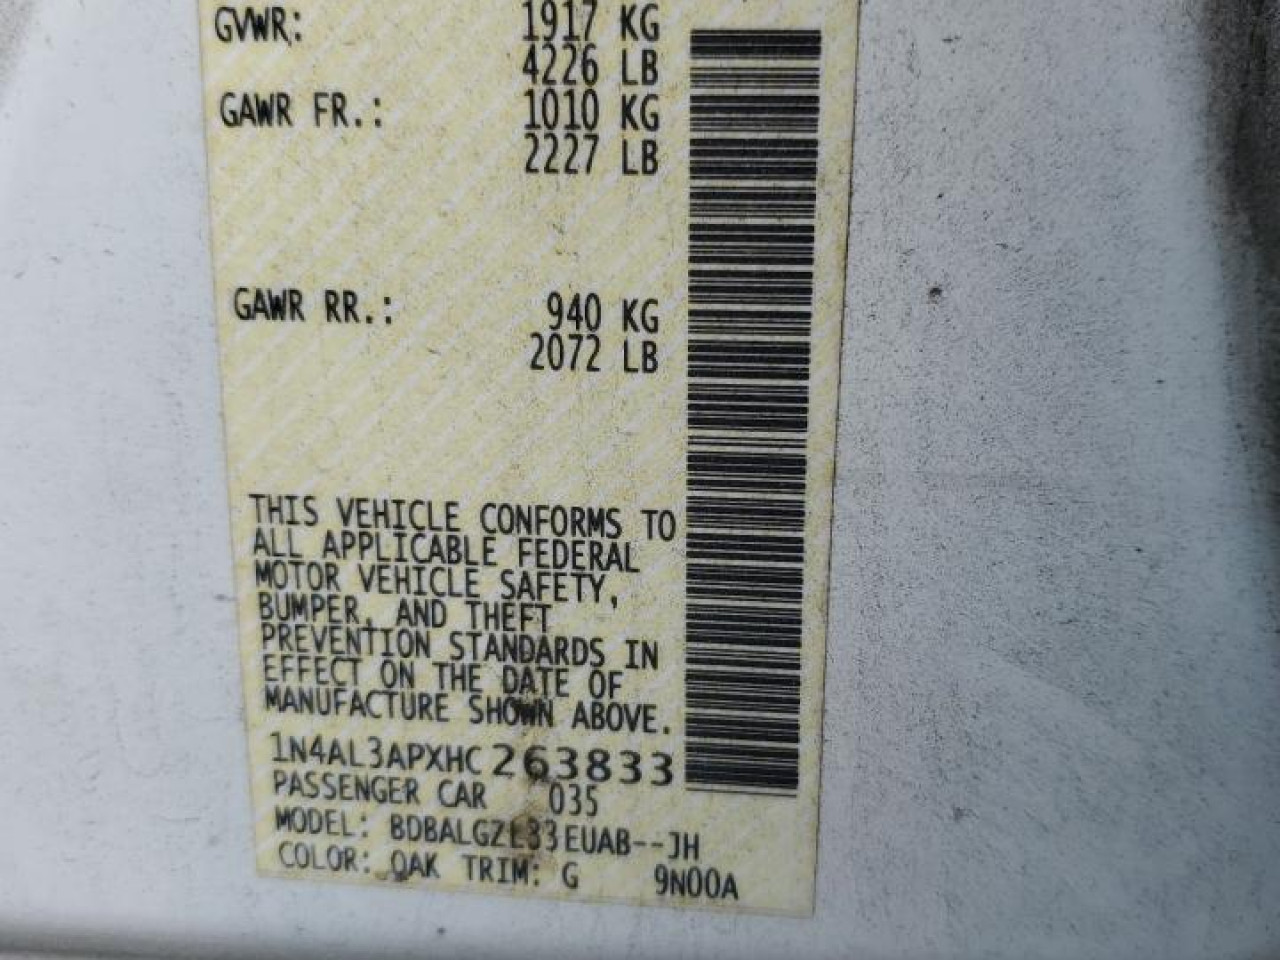 GVWR: 1917 KG
4226 LB
GAWR FR.: 1010 KG
2227 LB
GAWR RR.: 940 KG
2072 LB
THIS VEHICLE CONFORMS TO
ALL APPLICABLE FEDERAL
MOTOR VEHICLE SAFETY,
BUMPER, AND THEFT
PREVENTION STANDARDS IN
EFFECT ON THE DATE OF
MANUFACTURE SHOWN ABOVE.
1N4AL3APXHC263833
PASSENGER CAR 035
MODEL: BDBALGZL33EUAB--JH
COLOR: QAK TRIM: G 9N00A